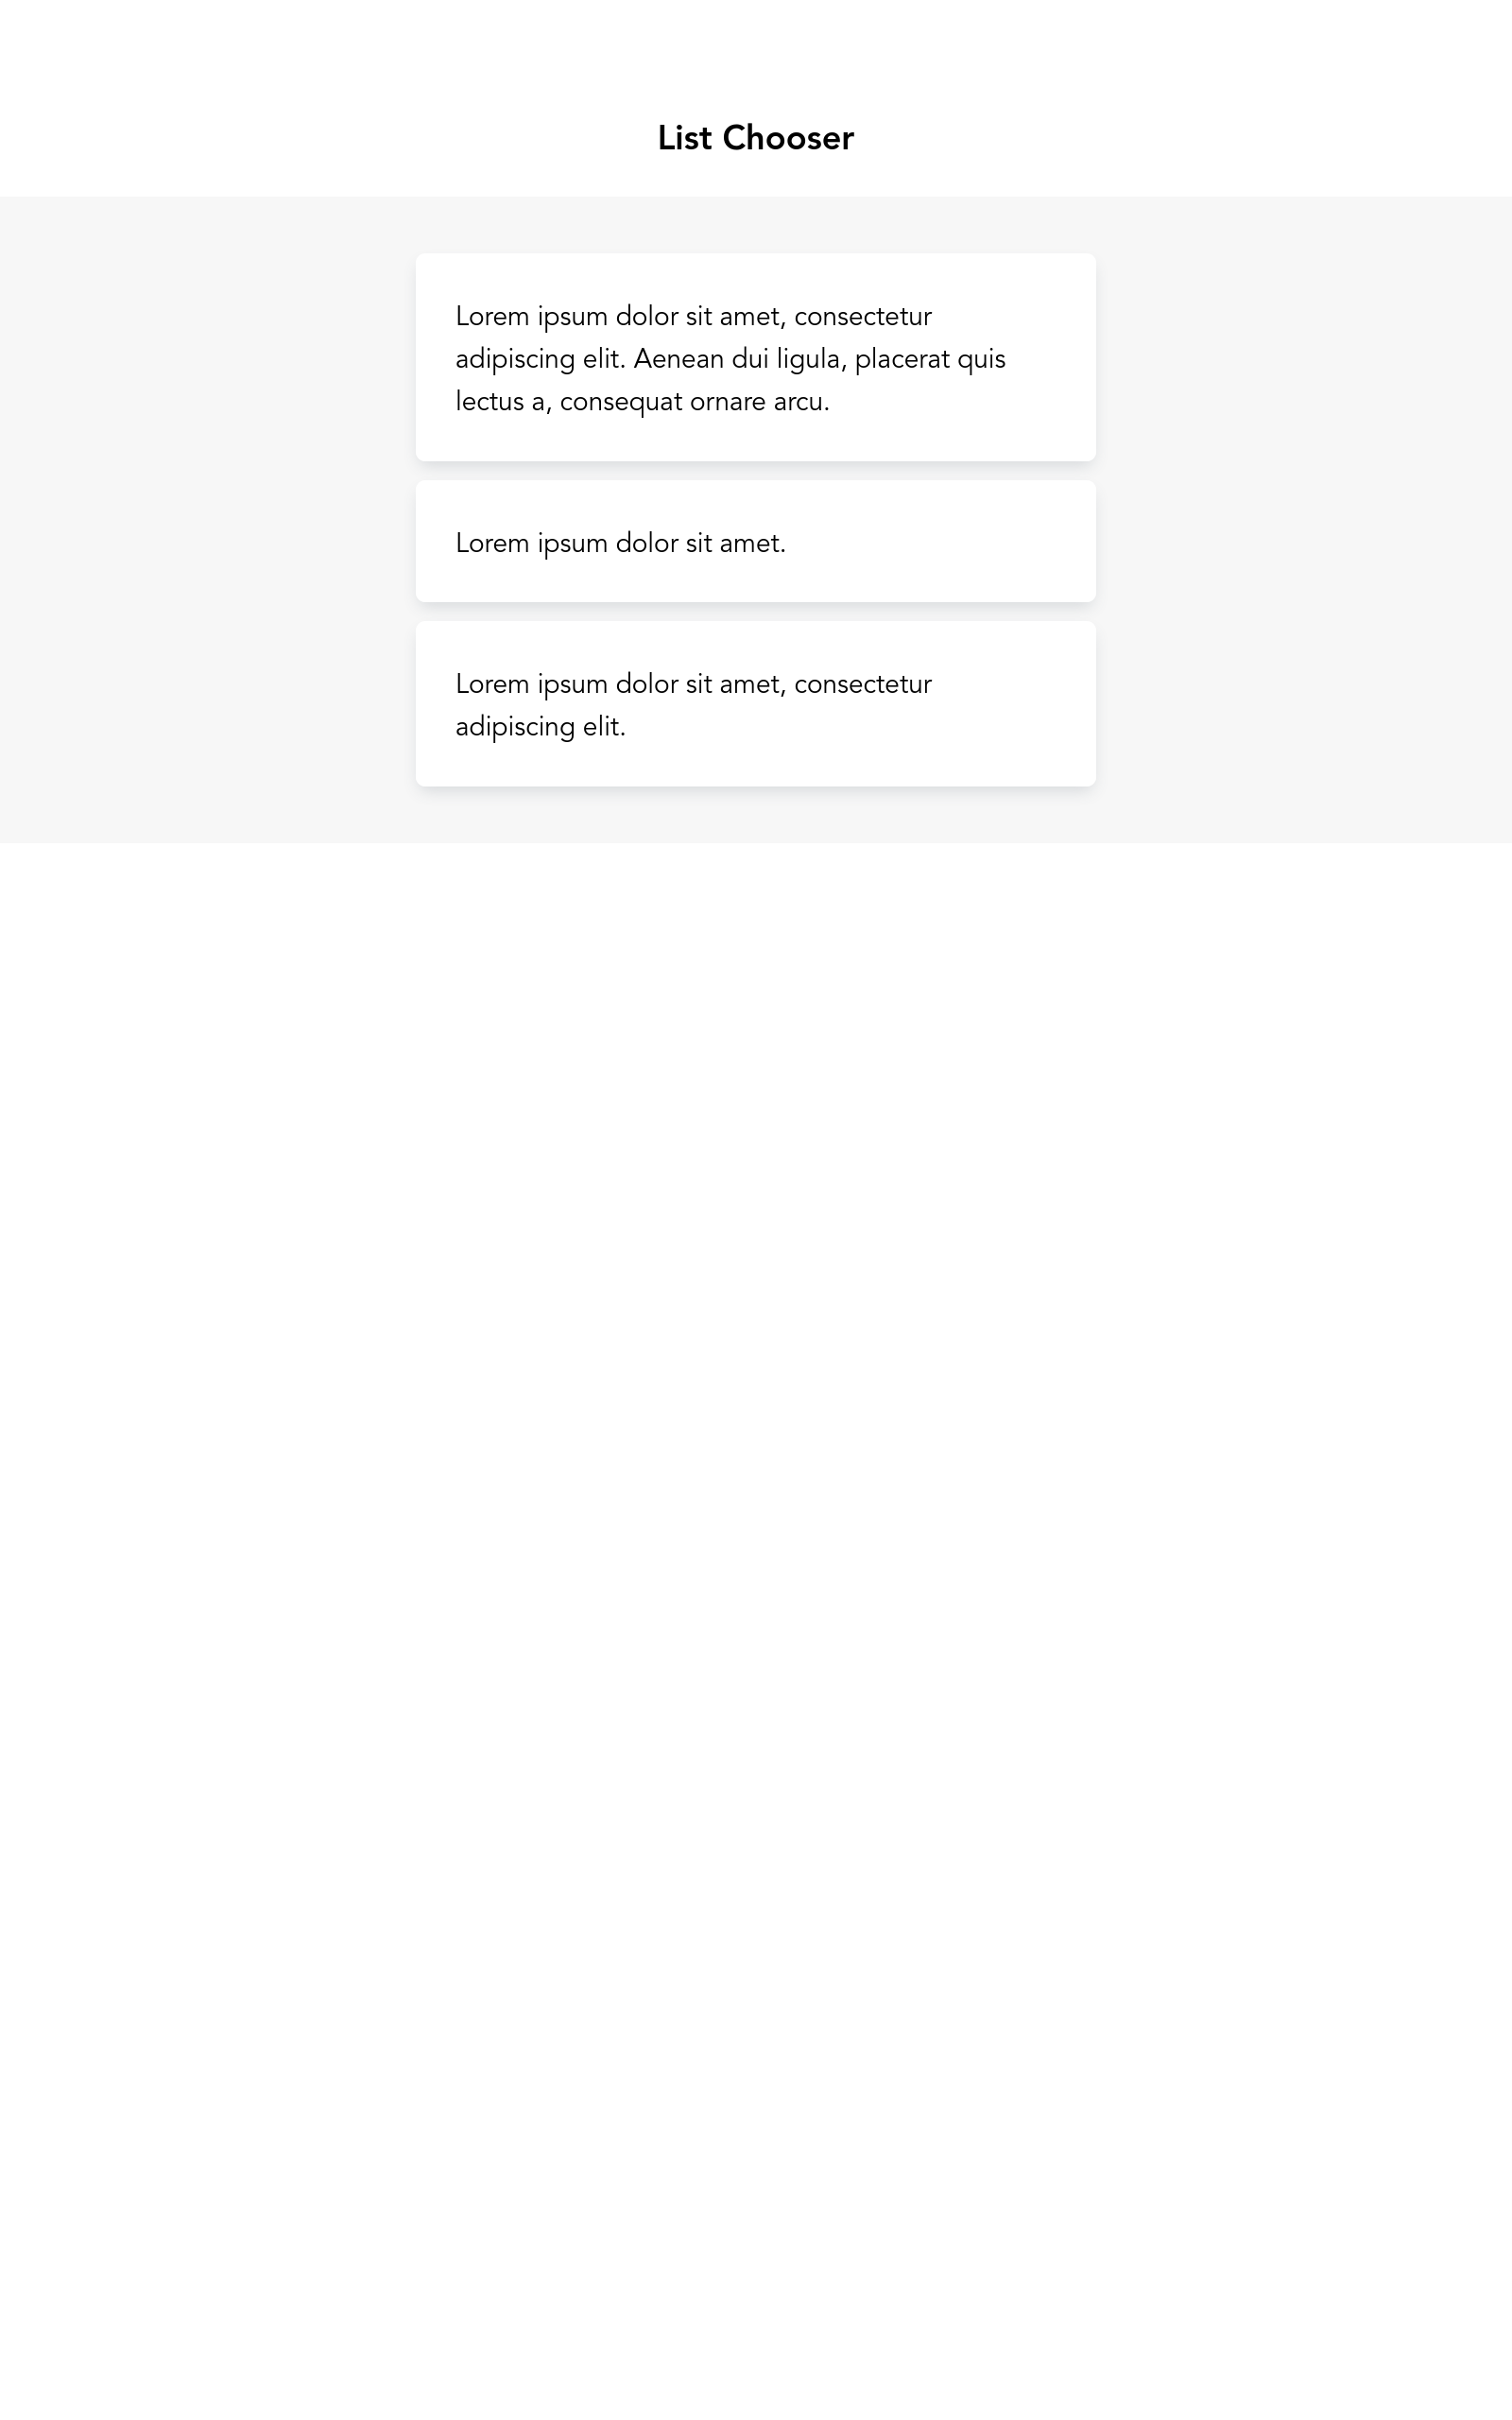 List Chooser
Lorem ipsum dolor sit amet, consectetur
adipiscing elit. Aenean dui ligula, placerat quis
lectus a, consequat ornare arcu.
Lorem ipsum dolor sit amet.
Lorem ipsum dolor sit amet, consectetur
adipiscing elit.